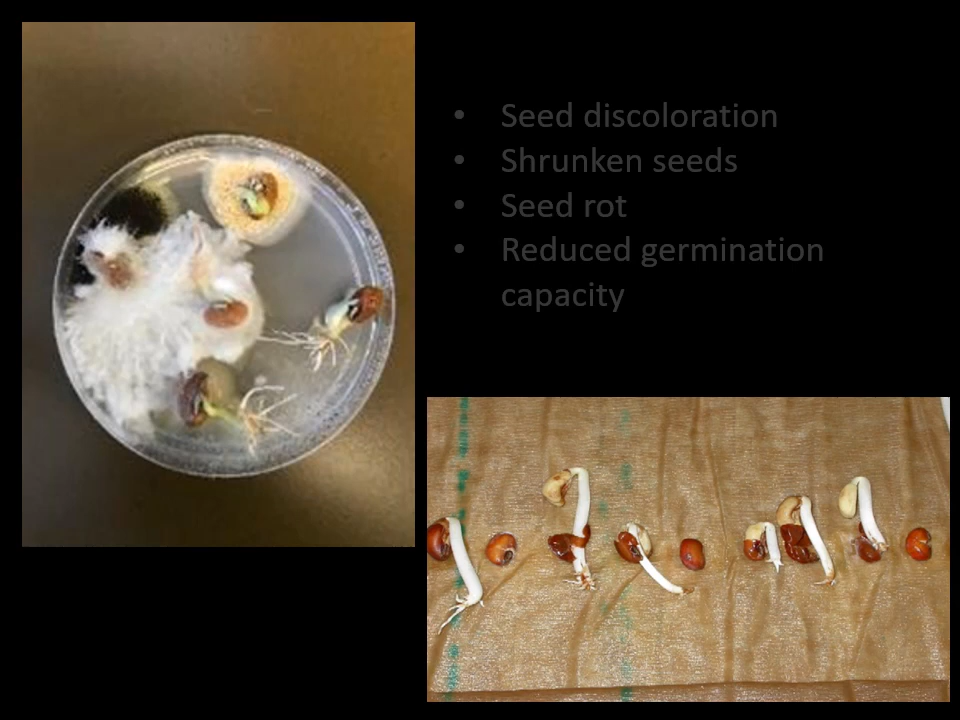 • Seed discoloration
• Shrunken seeds
• Seed rot
• Reduced germination
capacity